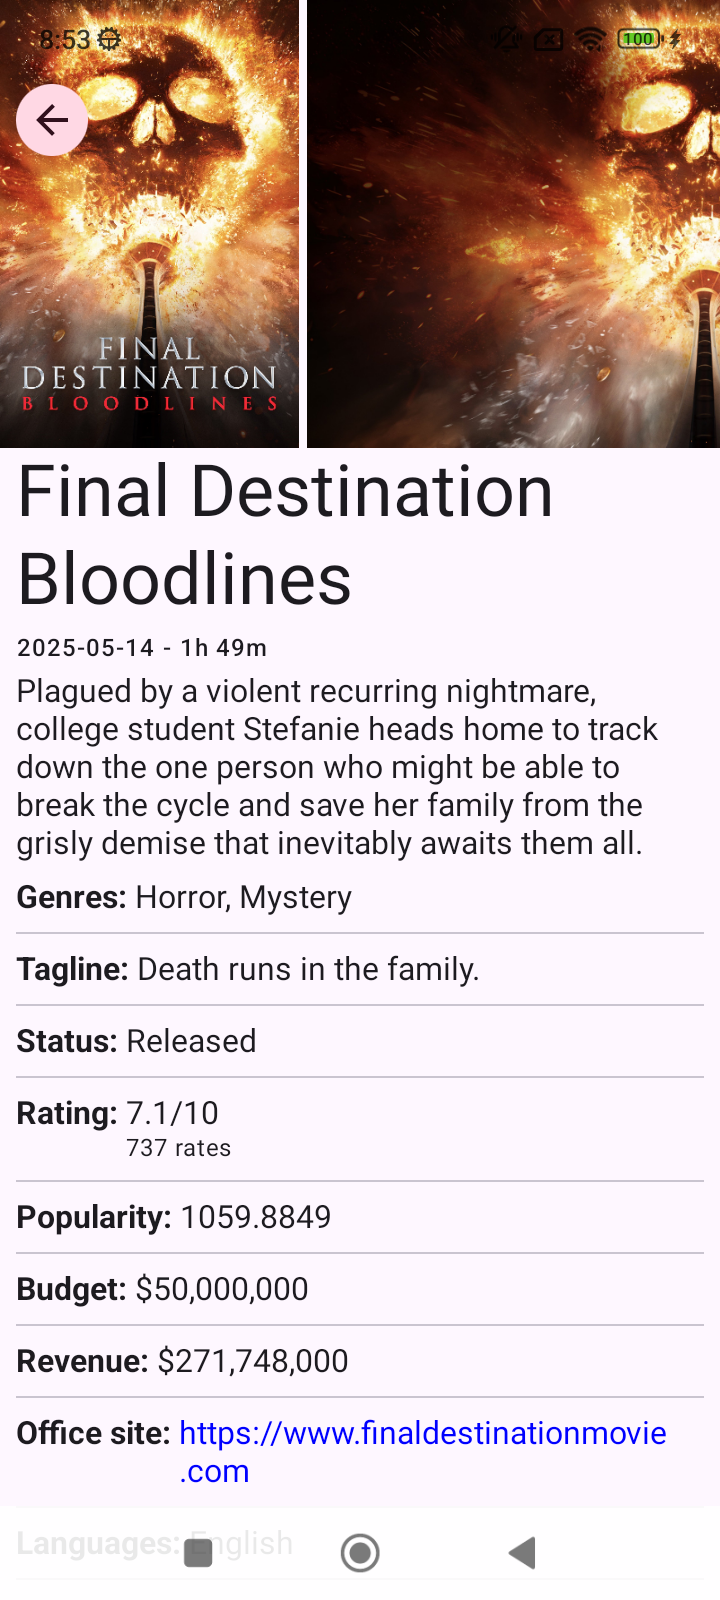 8:53
100
FINAL
DESTINATION
BLOODLINES
Final Destination
Bloodlines
2025-05-14 - 1h 49m
Plagued by a violent recurring nightmare,
college student Stefanie heads home to track
down the one person who might be able to
break the cycle and save her family from the
grisly demise that inevitably awaits them all.
Genres: Horror, Mystery
Tagline: Death runs in the family.
Status: Released
Rating: 7.1/10
737 rates
Popularity: 1059.8849
Budget: $50,000,000
Revenue: $271,748,000
Office site: https://www.finaldestinationmovie
.com
Languages: English